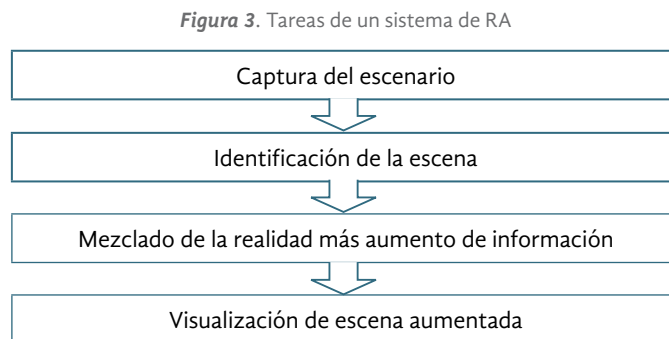 Figura 3. Tareas de un sistema de RA
Captura del escenario
Identificación de la escena
Mezclado de la realidad más aumento de información
Visualización de escena aumentada